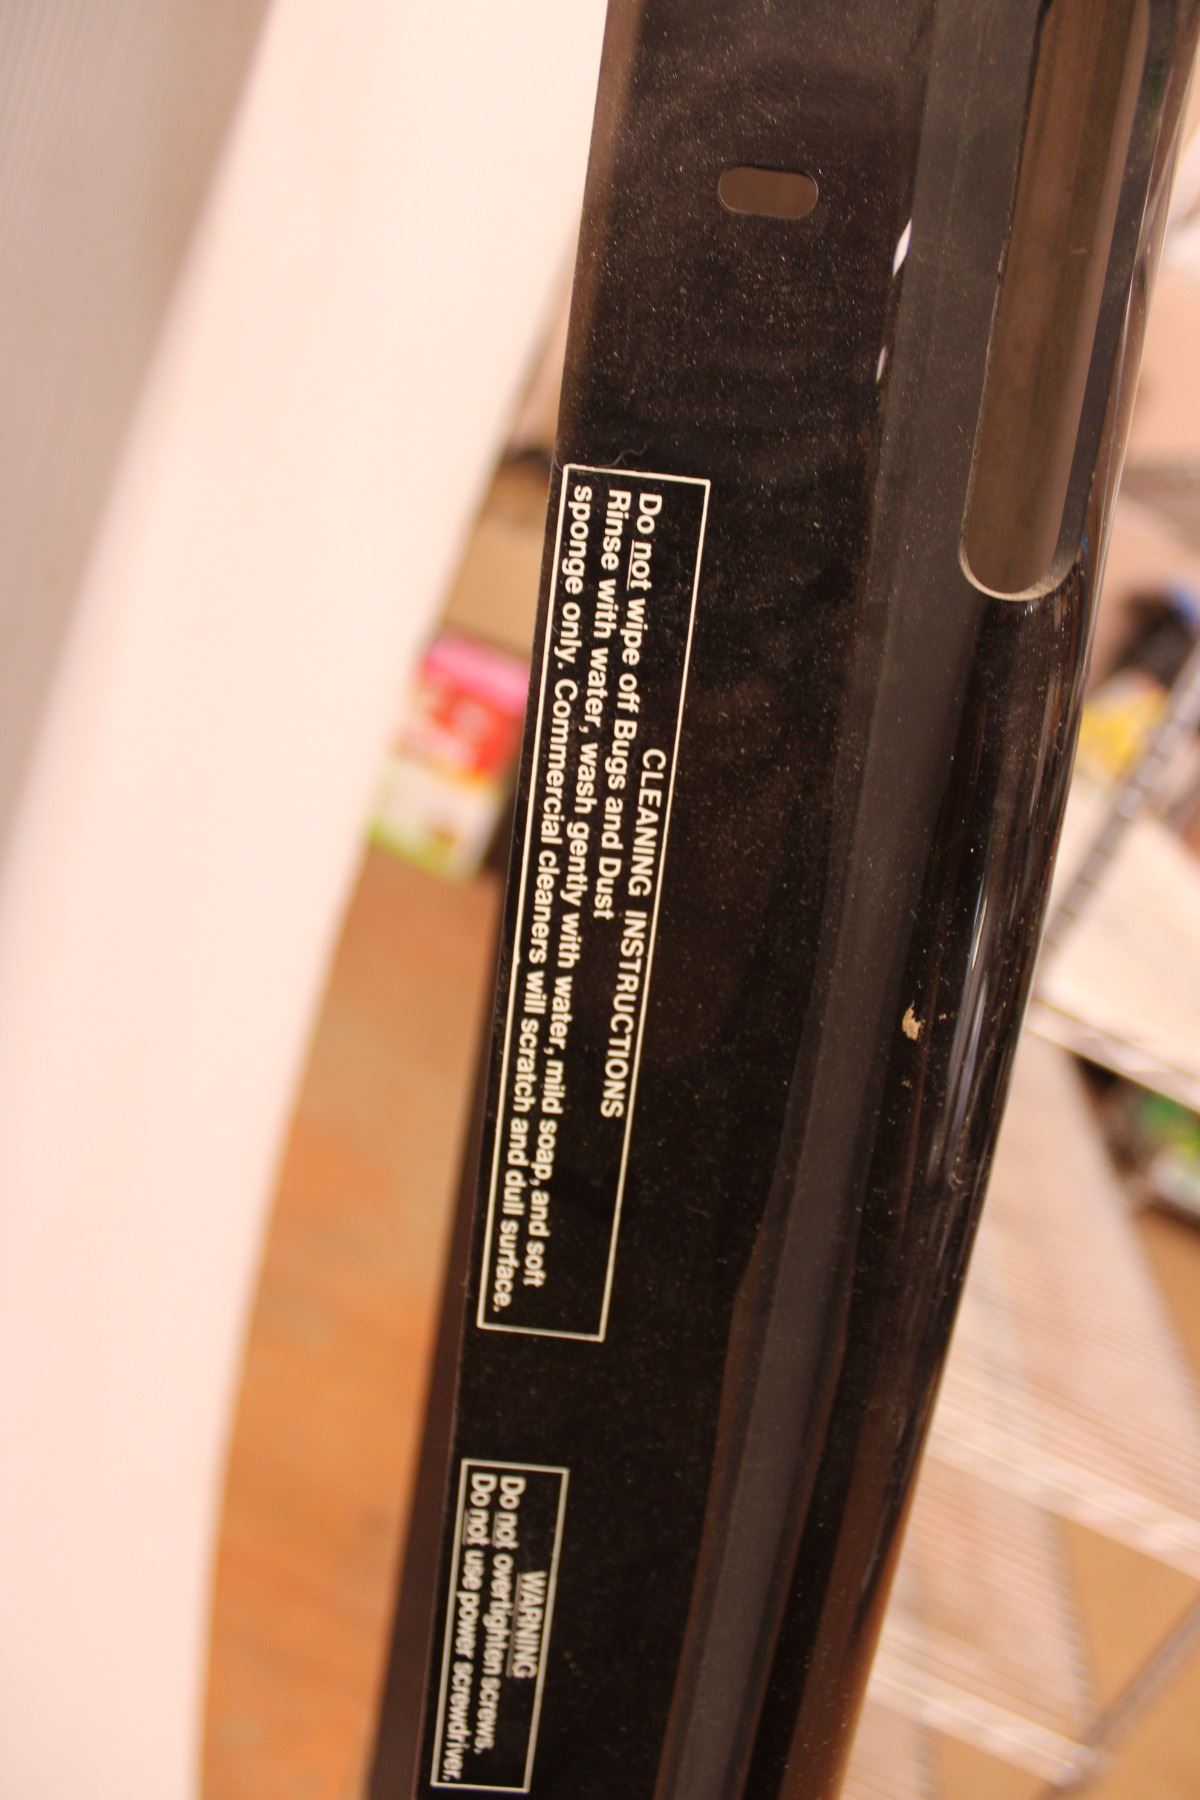 CLEANING INSTRUCTIONS
Do not wipe off Bugs and Dust
Rinse with water, wash gently with water, mild soap, and soft
sponge only. Commercial cleaners will scratch and dull surface.
WARNING
Do not overtighten screws.
Do not use power screwdriver.